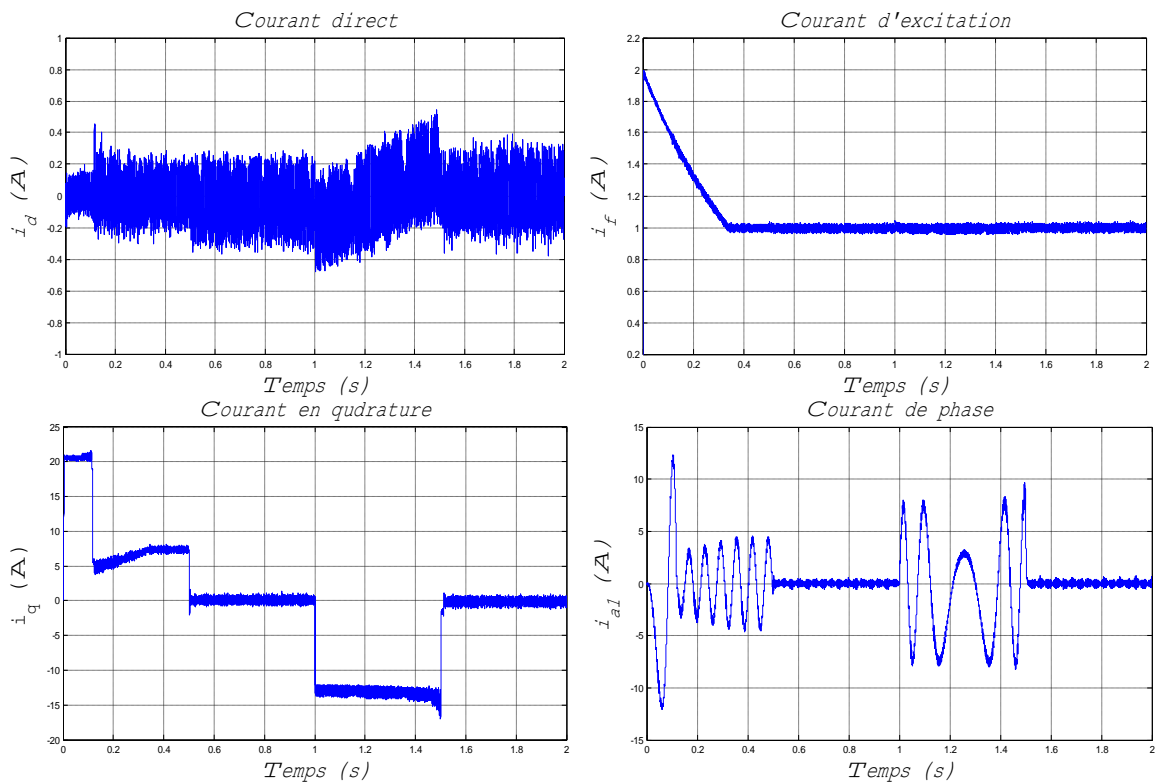 Courant direct
1
0.8
0.6
0.4
0.2
0
-0.2
-0.4
-0.6
-0.8
-1
i_d (A)
0 0.2 0.4 0.6 0.8 1.0 1.2 1.4 1.6 1.8 2
Temps (s)
Courant d'excitation
2.2
2
1.8
1.6
1.4
1.2
1
0.8
0.6
0.4
0.2
i_f (A)
0 0.2 0.4 0.6 0.8 1.0 1.2 1.4 1.6 1.8 2
Temps (s)
Courant en qudrature
25
20
15
10
5
0
-5
-10
-15
-20
i_q (A)
0 0.2 0.4 0.6 0.8 1 1.2 1.4 1.6 1.8 2
Temps (s)
Courant de phase
15
10
5
0
-5
-10
-15
i_a1 (A)
0 0.2 0.4 0.6 0.8 1.0 1.2 1.4 1.6 1.8 2
Temps (s)